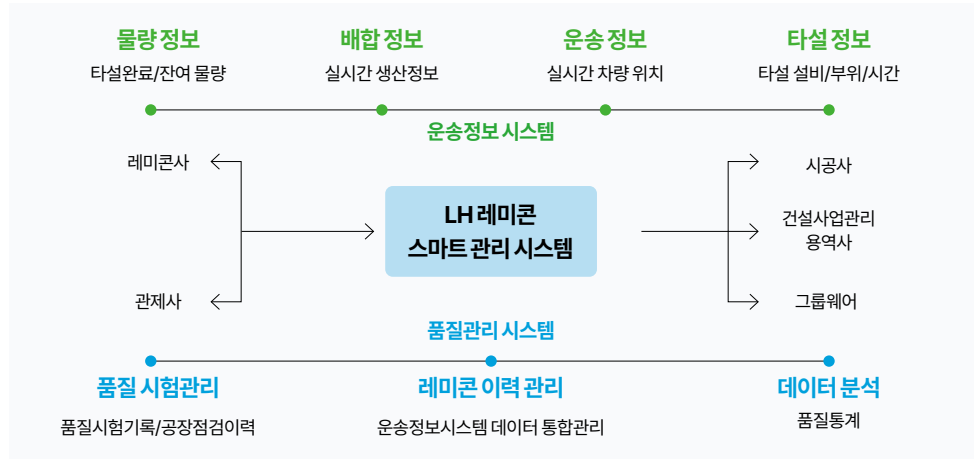 물량 정보
배합 정보
운송 정보
타설 정보
타설완료/잔여 물량
실시간 생산정보
실시간 차량 위치
타설 설비/부위/시간
운송정보 시스템
레미콘사
시공사
LH 레미콘
스마트 관리 시스템
건설사업관리
용역사
관제사
그룹웨어
품질관리 시스템
품질 시험관리
레미콘 이력 관리
데이터 분석
품질시험기록/공장점검이력
운송정보시스템 데이터 통합관리
품질통계